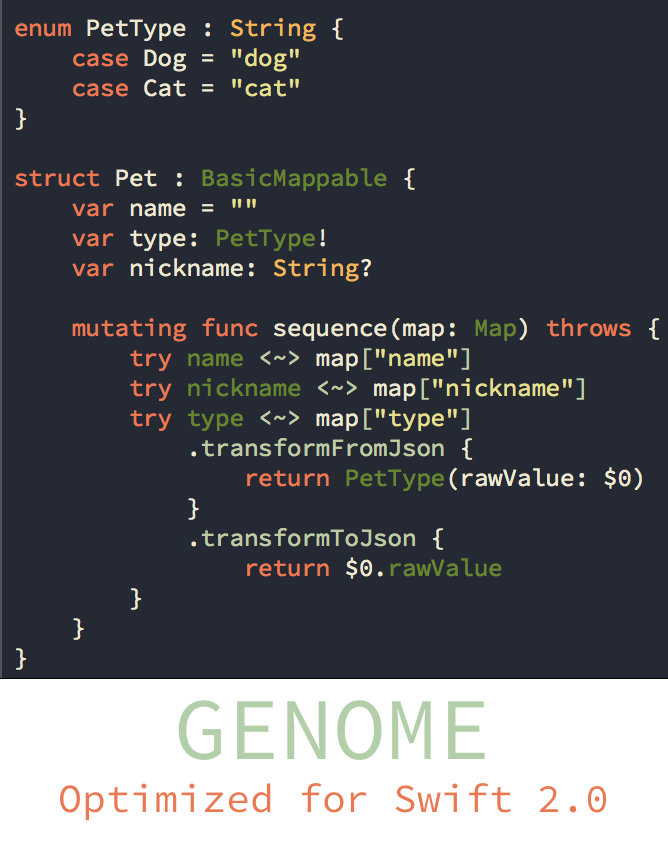 enum PetType : String {
    case Dog = "dog"
    case Cat = "cat"
}

struct Pet : BasicMappable {
    var name = ""
    var type: PetType!
    var nickname: String?

    mutating func sequence(map: Map) throws {
        try name <~> map["name"]
        try nickname <~> map["nickname"]
        try type <~> map["type"]
            .transformFromJson {
                return PetType(rawValue: $0)
            }
            .transformToJson {
                return $0.rawValue
        }
    }
}
GENOME
Optimized for Swift 2.0